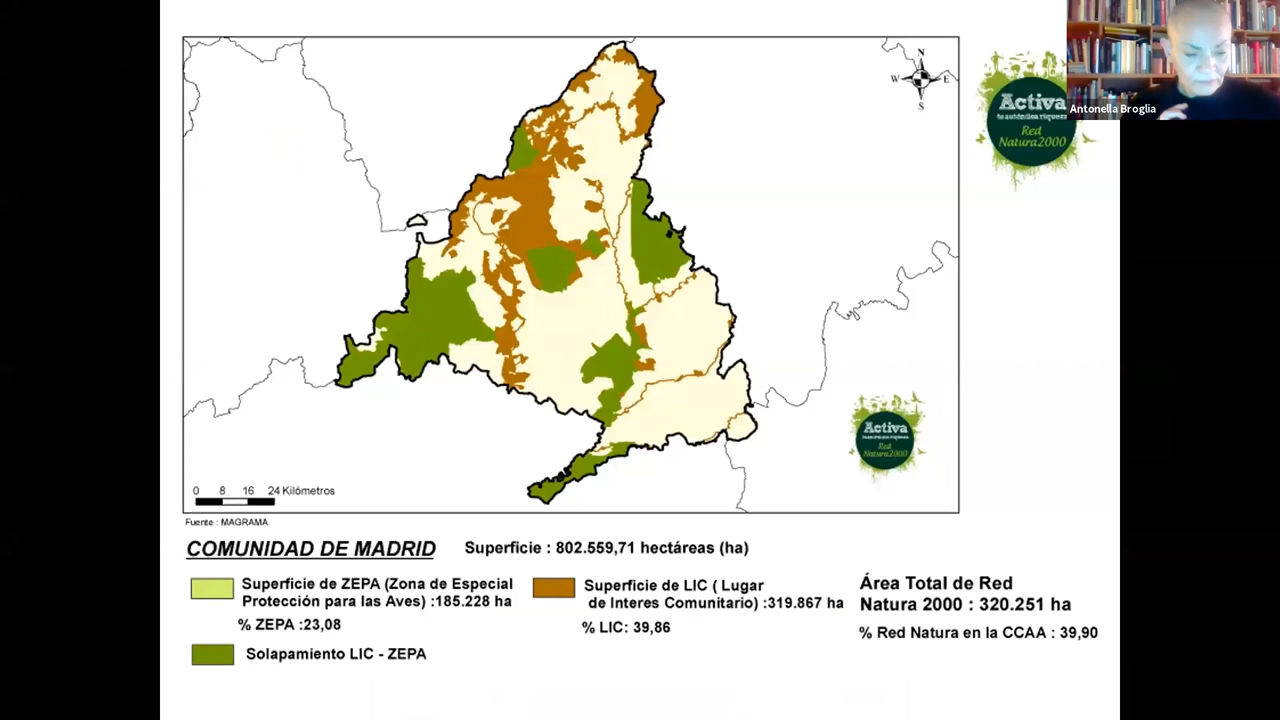 N
W E
S
Activa
tu auténtica riqueza
Red
Natura2000
Antonella Broglia
Activa
Red
Natura2000
0 8 16 24 Kilómetros
Fuente : MAGRAMA
COMUNIDAD DE MADRID
Superficie : 802.559,71 hectáreas (ha)
Superficie de ZEPA (Zona de Especial
Protección para las Aves) :185.228 ha
% ZEPA :23,08
Solapamiento LIC - ZEPA
Superficie de LIC ( Lugar
de Interes Comunitario) :319.867 ha
% LIC: 39,86
Área Total de Red
Natura 2000 : 320.251 ha
% Red Natura en la CCAA : 39,90